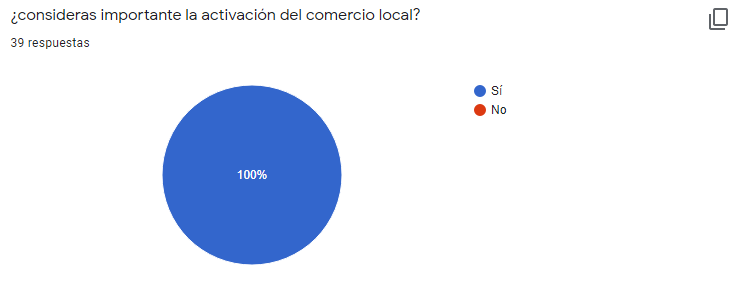 ¿consideras importante la activación del comercio local?
39 respuestas
Sí
No
100%